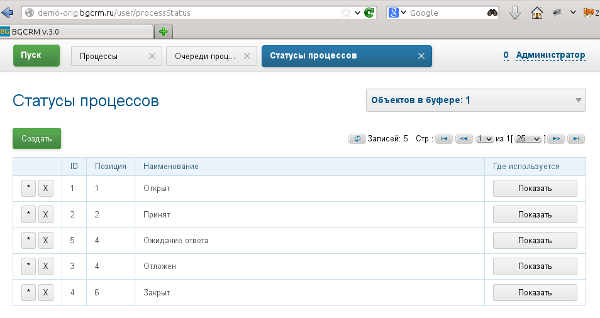 demo-orig.bgcrm.ru/user/processStatus
Google
BGCRM v.3.0
Пуск
Процессы
Очереди проц...
Статусы процессов
0 Администратор
Статусы процессов
Объектов в буфере: 1
Создать
Записей: 5 Стр.: 1 из 1[ 25 ]
ID Позиция Наименование Где используется
* X 1 1 Открыт Показать
* X 2 2 Принят Показать
* X 5 4 Ожидание ответа Показать
* X 3 4 Отложен Показать
* X 4 6 Закрыт Показать